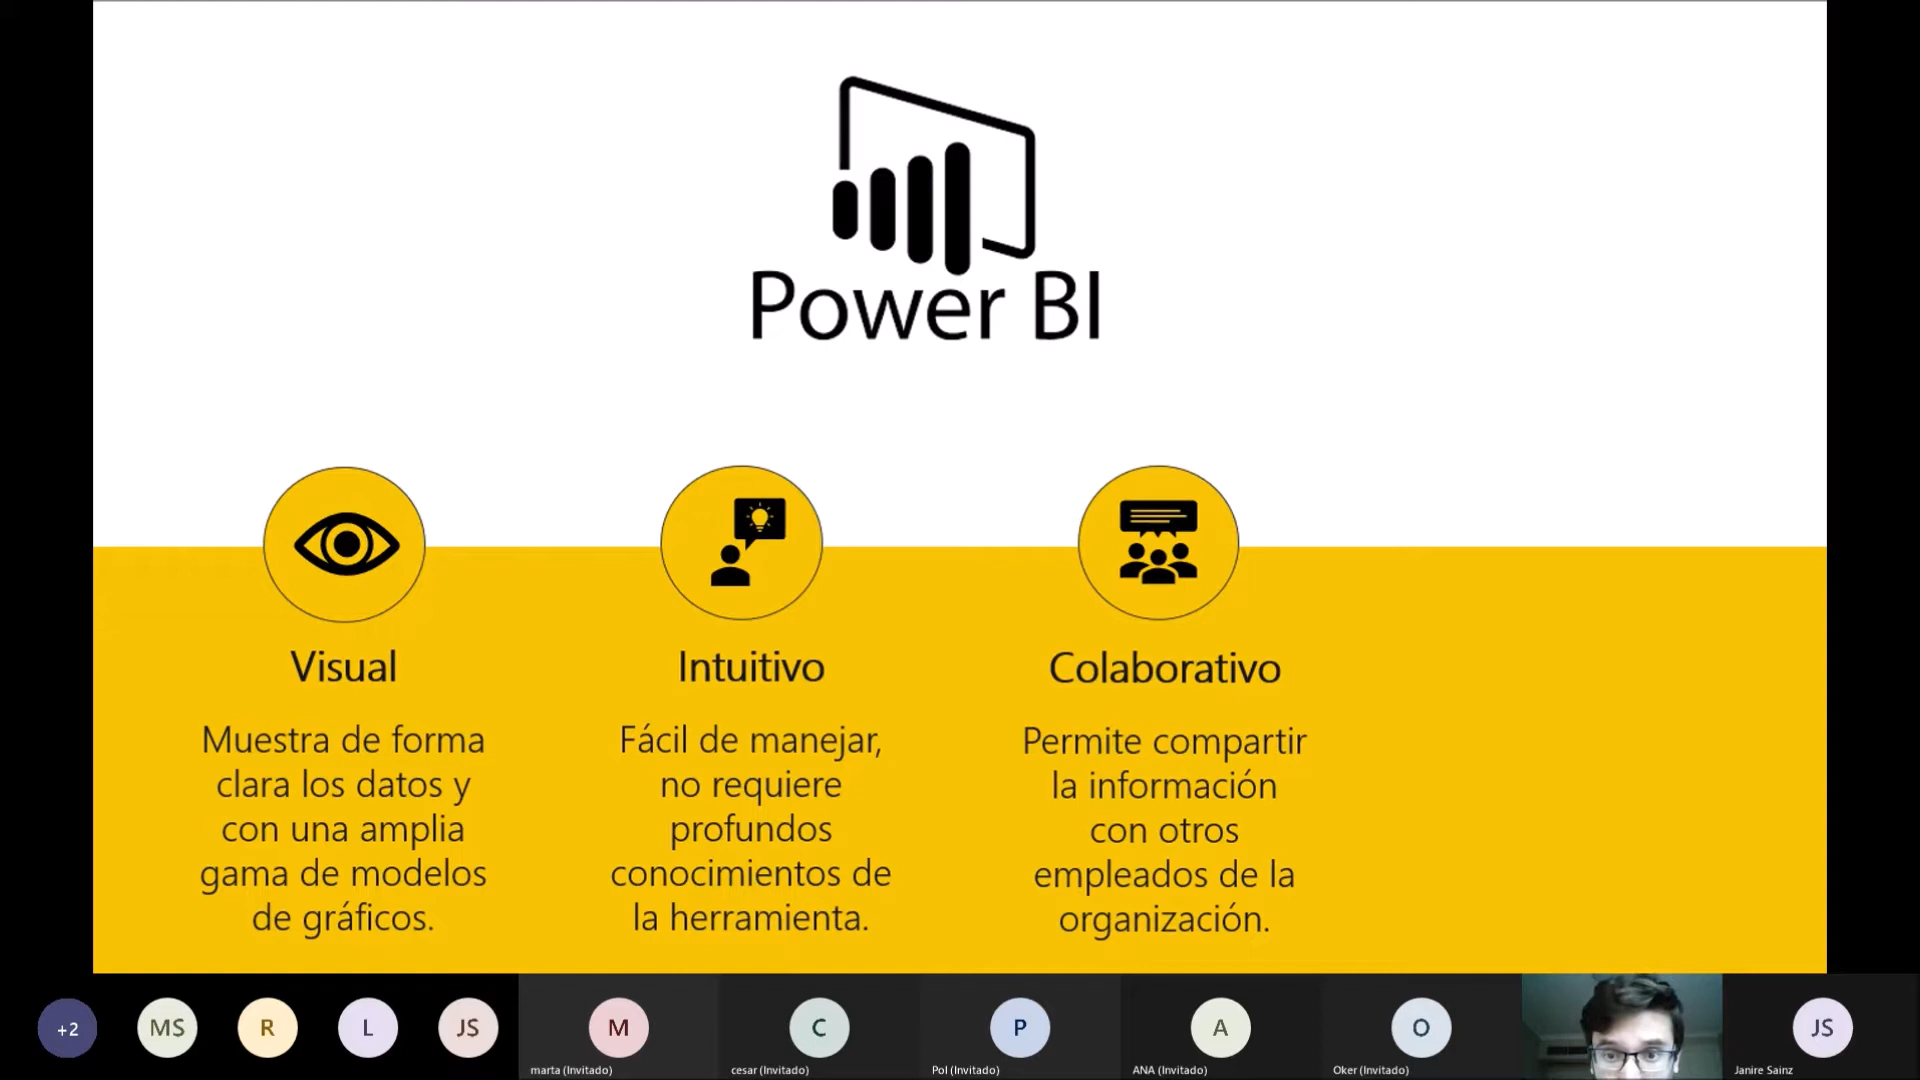 Power BI
Visual
Muestra de forma
clara los datos y
con una amplia
gama de modelos
de gráficos.
Intuitivo
Fácil de manejar,
no requiere
profundos
conocimientos de
la herramienta.
Colaborativo
Permite compartir
la información
con otros
empleados de la
organización.
+2
MS
R
L
JS
M
marta (Invitado)
C
cesar (Invitado)
P
Pol (Invitado)
A
ANA (Invitado)
O
Oker (Invitado)
JS
Janire Sainz